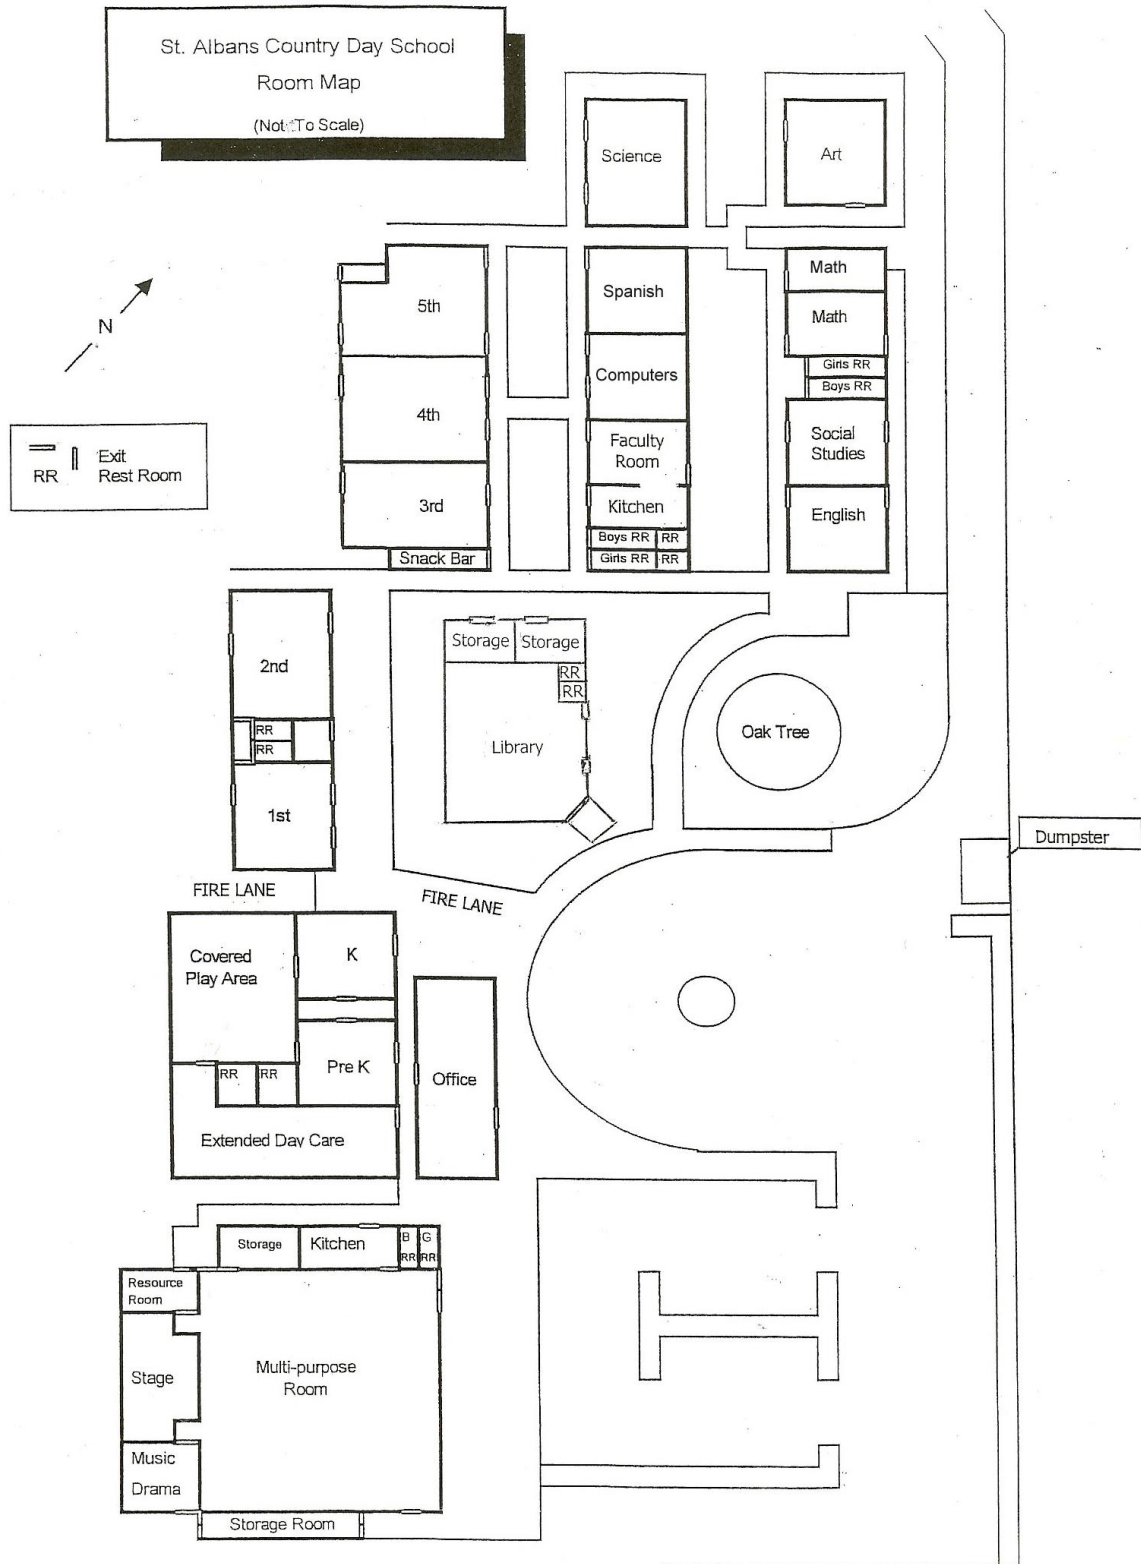 St. Albans Country Day School
Room Map
(Not To Scale)
Science
Art
N
5th
Spanish
Math
Math
Computers
Girls RR
Boys RR
4th
Exit
RR Rest Room
Faculty
Room
Social
Studies
3rd
Kitchen
English
Boys RR RR
Girls RR RR
Snack Bar
2nd
Storage Storage
RR
RR
RR
RR
Library
Oak Tree
1st
Dumpster
FIRE LANE
FIRE LANE
Covered
Play Area
K
Pre K
RR RR
Office
Extended Day Care
Storage
Kitchen
B G
RR RR
Resource
Room
Stage
Multi-purpose
Room
Music
Drama
Storage Room